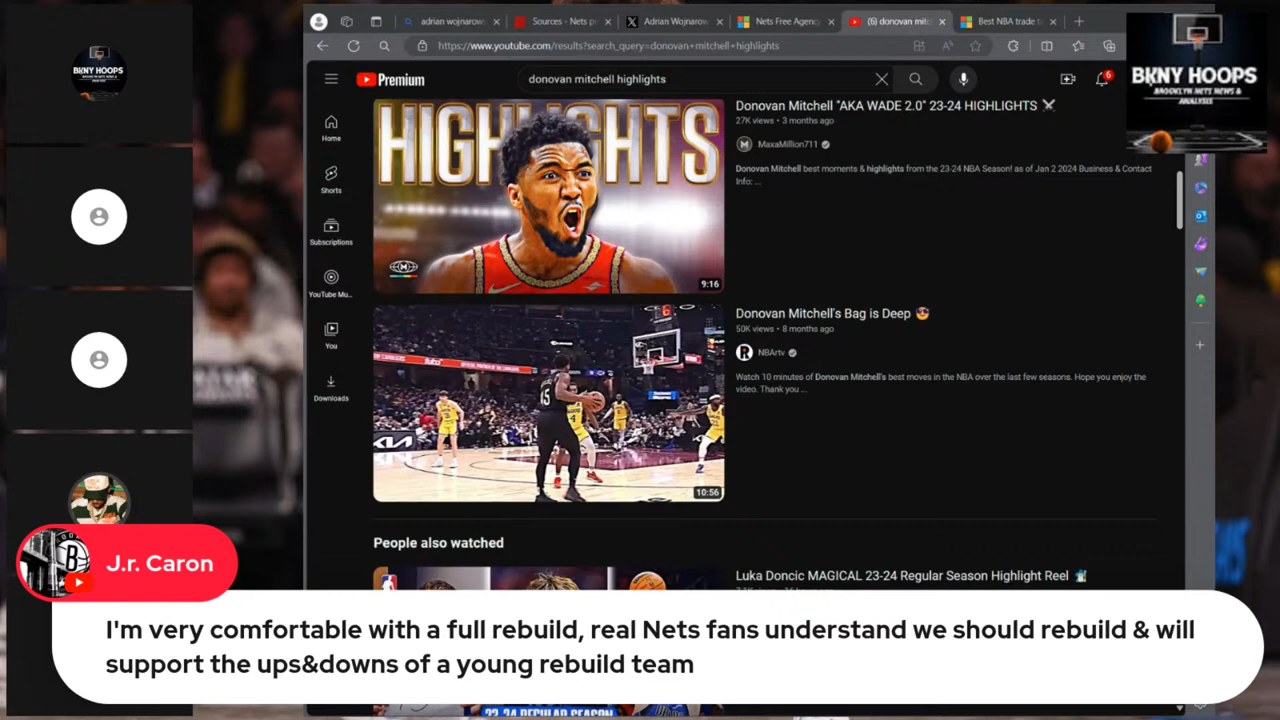 BKNY HOOPS
adrian wojnarows
Sources - Nets p
Adrian Wojnarow
Nets Free Agency
(6) donovan mitc
Best NBA trade t
https://www.youtube.com/results?search_query=donovan+mitchell+highlights
BKNY HOOPS
BROOKLYN NETS NEWS &
ANALYSIS
Premium
donovan mitchell highlights
6
Home
Shorts
Subscriptions
YouTube Mu...
You
Downloads
HIGHLIGHTS
9:16
Donovan Mitchell "AKA WADE 2.0" 23-24 HIGHLIGHTS
27K views • 3 months ago
MaxaMillion711
Donovan Mitchell best moments & highlights from the 23-24 NBA Season! as of Jan 2 2024 Business & Contact
Info: ...
10:56
Donovan Mitchell's Bag is Deep
50K views • 8 months ago
NBArtv
Watch 10 minutes of Donovan Mitchell's best moves in the NBA over the last few seasons. Hope you enjoy the
video. Thank you ...
People also watched
Luka Doncic MAGICAL 23-24 Regular Season Highlight Reel
J.r. Caron
I'm very comfortable with a full rebuild, real Nets fans understand we should rebuild & will
support the ups&downs of a young rebuild team
22-24 REGULAR SEASON